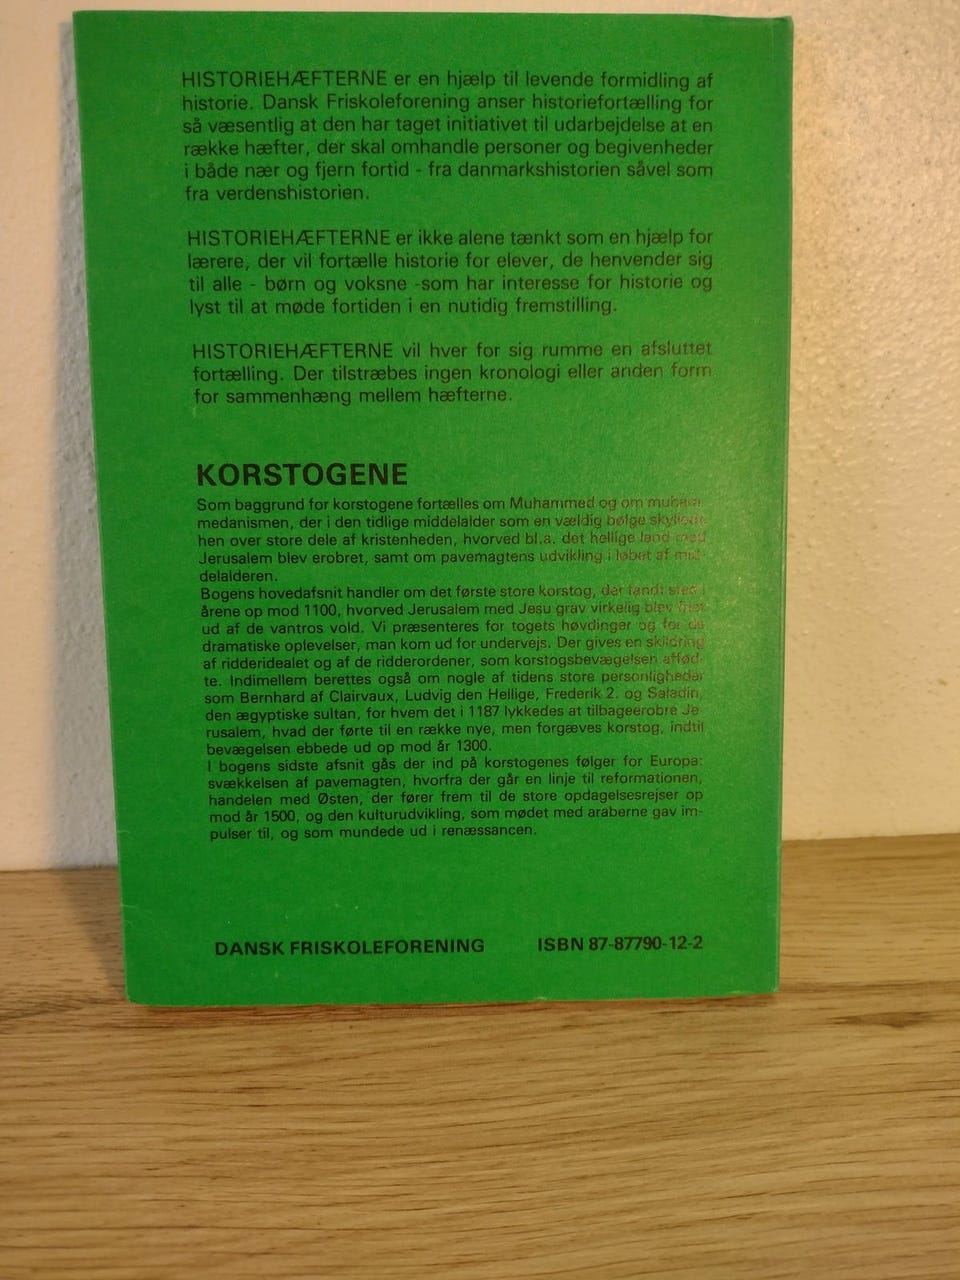 HISTORIEHÆFTERNE er en hjælp til levende formidling af
historie. Dansk Friskoleforening anser historiefortælling for
så væsentlig at den har taget initiativet til udarbejdelse at en
række hæfter, der skal omhandle personer og begivenheder
i både nær og fjern fortid - fra danmarkshistorien såvel som
fra verdenshistorien.
HISTORIEHÆFTERNE er ikke alene tænkt som en hjælp for
lærere, der vil fortælle historie for elever, de henvender sig
til alle - børn og voksne -som har interesse for historie og
lyst til at møde fortiden i en nutidig fremstilling.
HISTORIEHÆFTERNE vil hver for sig rumme en afsluttet
fortælling. Der tilstræbes ingen kronologi eller anden form
for sammenhæng mellem hæfterne.
KORSTOGENE
Som baggrund for korstogene fortælles om Muhammed og om
medanismen, der i den tidlige middelalder som en vældig bølge skyllede
hen over store dele af kristenheden, hvorved bl.a. det hellige land med
Jerusalem blev erobret, samt om pavemagtens udvikling i løbet af mid-
delalderen.
Bogens hovedafsnit handler om det første store korstog, der fandt sted i
årene op mod 1100, hvorved Jerusalem med Jesu grav virkelig blev friet
ud af de vantros vold. Vi præsenteres for togets høvdinger og for de
dramatiske oplevelser, man kom ud for undervejs. Der gives en skildring
af ridderidealet og af de ridderordener, som korstogsbevægelsen affød-
te. Indimellem berettes også om nogle af tidens store personligheder
som Bernhard af Clairvaux, Ludvig den Hellige, Frederik 2. og Saladin,
den ægyptiske sultan, for hvem det i 1187 lykkedes at tilbageerobre Je-
rusalem, hvad der førte til en række nye, men forgæves korstog, indtil
bevægelsen ebbede ud op mod år 1300.
I bogens sidste afsnit gås der ind på korstogenes følger for Europa:
svækkelsen af pavemagten, hvorfra der går en linje til reformationen,
handelen med Østen, der fører frem til de store opdagelsesrejser op
mod år 1500, og den kulturudvikling, som mødet med araberne gav im-
pulser til, og som mundede ud i renæssancen.
DANSK FRISKOLEFORENING ISBN 87-87790-12-2